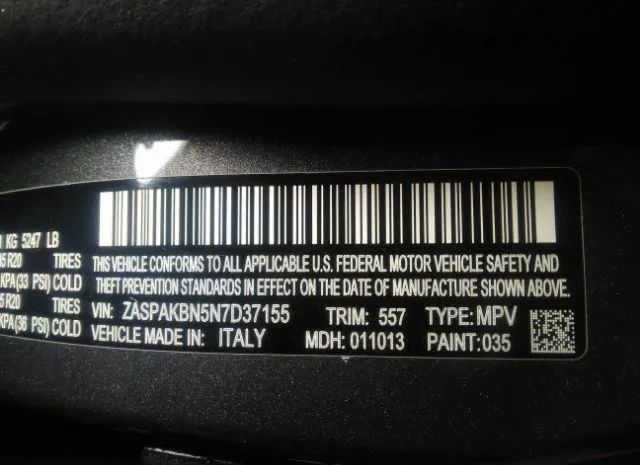 KG 5247 LB
R20 TIRES
KPA (33 PSI) COLD
R20 TIRES
KPA (36 PSI) COLD
THIS VEHICLE CONFORMS TO ALL APPLICABLE U.S. FEDERAL MOTOR VEHICLE SAFETY AND
THEFT PREVENTION STANDARDS IN EFFECT ON THE DATE OF MANUFACTURE SHOWN ABOVE.
VIN: ZASPAKBN5N7D37155 TRIM: 557 TYPE: MPV
VEHICLE MADE IN: ITALY MDH: 011013 PAINT: 035